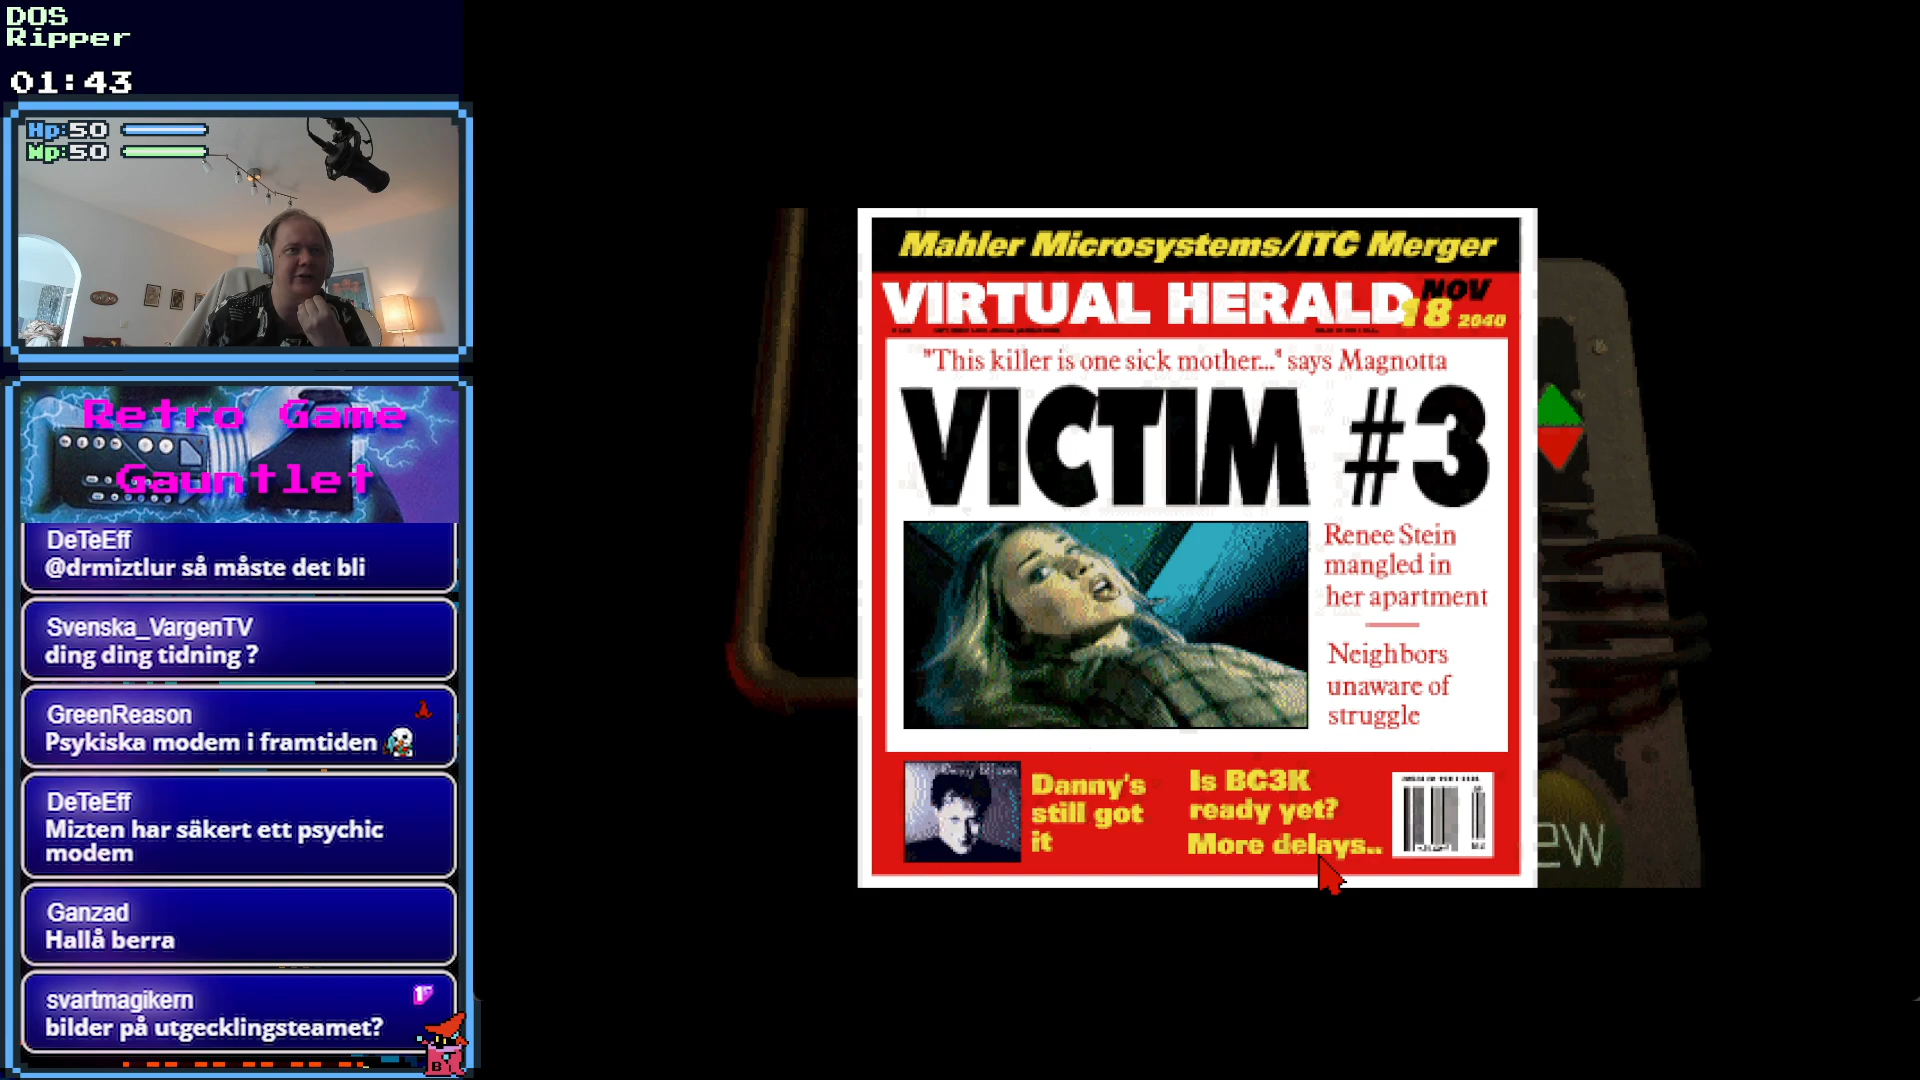 DOS
Ripper
01:43
Hp:50
Mp:50
Retro Game
Gauntlet
DeTeEff
@drmiztlur så måste det bli
Svenska_VargenTV
ding ding tidning ?
GreenReason
Psykiska modem i framtiden
DeTeEff
Mizten har säkert ett psychic
modem
Ganzad
Hallå berra
svartmagikern
bilder på utgecklingsteamet?
Mahler Microsystems/ITC Merger
VIRTUAL HERALD
NOV
18 2040
"This killer is one sick mother..." says Magnotta
VICTIM #3
Renee Stein
mangled in
her apartment
Neighbors
unaware of
struggle
Danny's
still got
it
Is BC3K
ready yet?
More delays..
ew